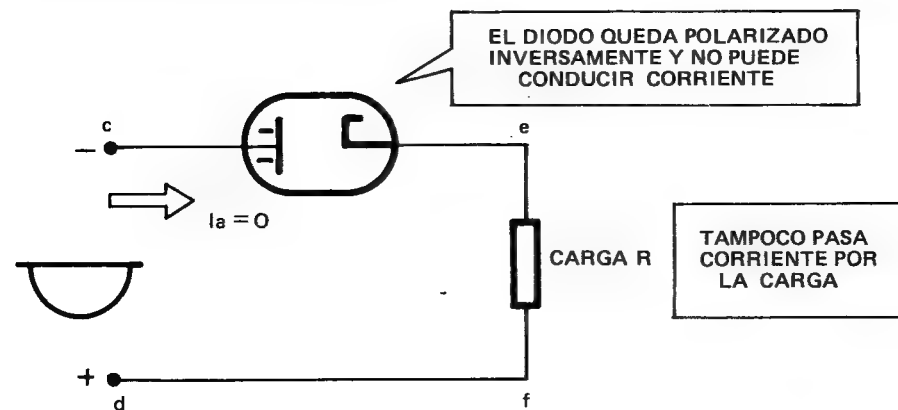 EL DIODO QUEDA POLARIZADO
INVERSAMENTE Y NO PUEDE
CONDUCIR CORRIENTE
c
e
−
Ia = O
CARGA R
TAMPOCO PASA
CORRIENTE POR
LA CARGA
+
d
f